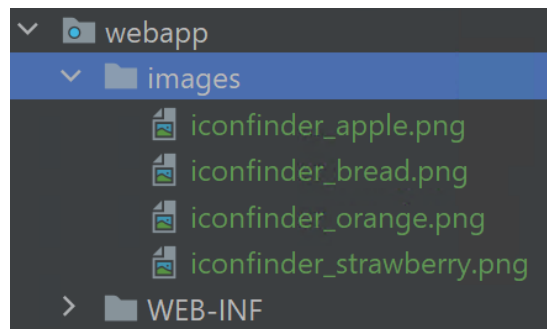 webapp
images
iconfinder_apple.png
iconfinder_bread.png
iconfinder_orange.png
iconfinder_strawberry.png
WEB-INF